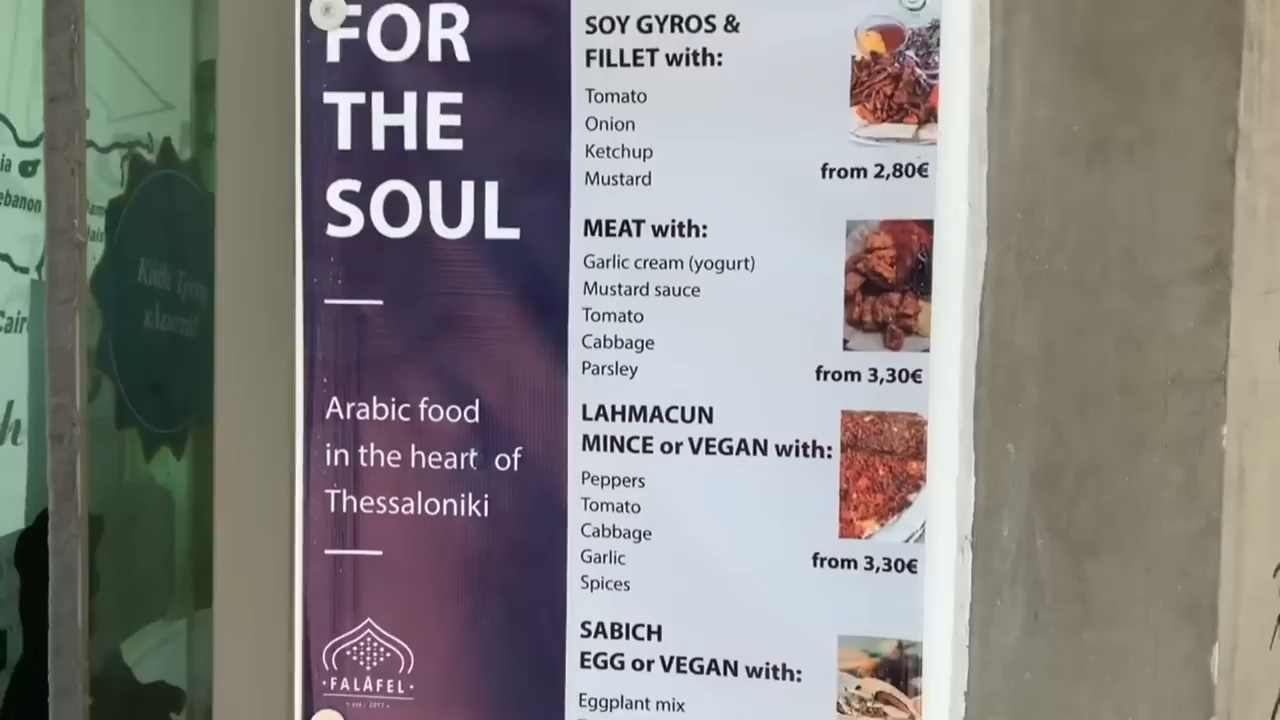 FOR
THE
SOUL
Arabic food
in the heart of
Thessaloniki
·FALAFEL·
SOY GYROS &
FILLET with:
Tomato
Onion
Ketchup
Mustard
from 2,80€
MEAT with:
Garlic cream (yogurt)
Mustard sauce
Tomato
Cabbage
Parsley
from 3,30€
LAHMACUN
MINCE or VEGAN with:
Peppers
Tomato
Cabbage
Garlic
Spices
from 3,30€
SABICH
EGG or VEGAN with:
Eggplant mix